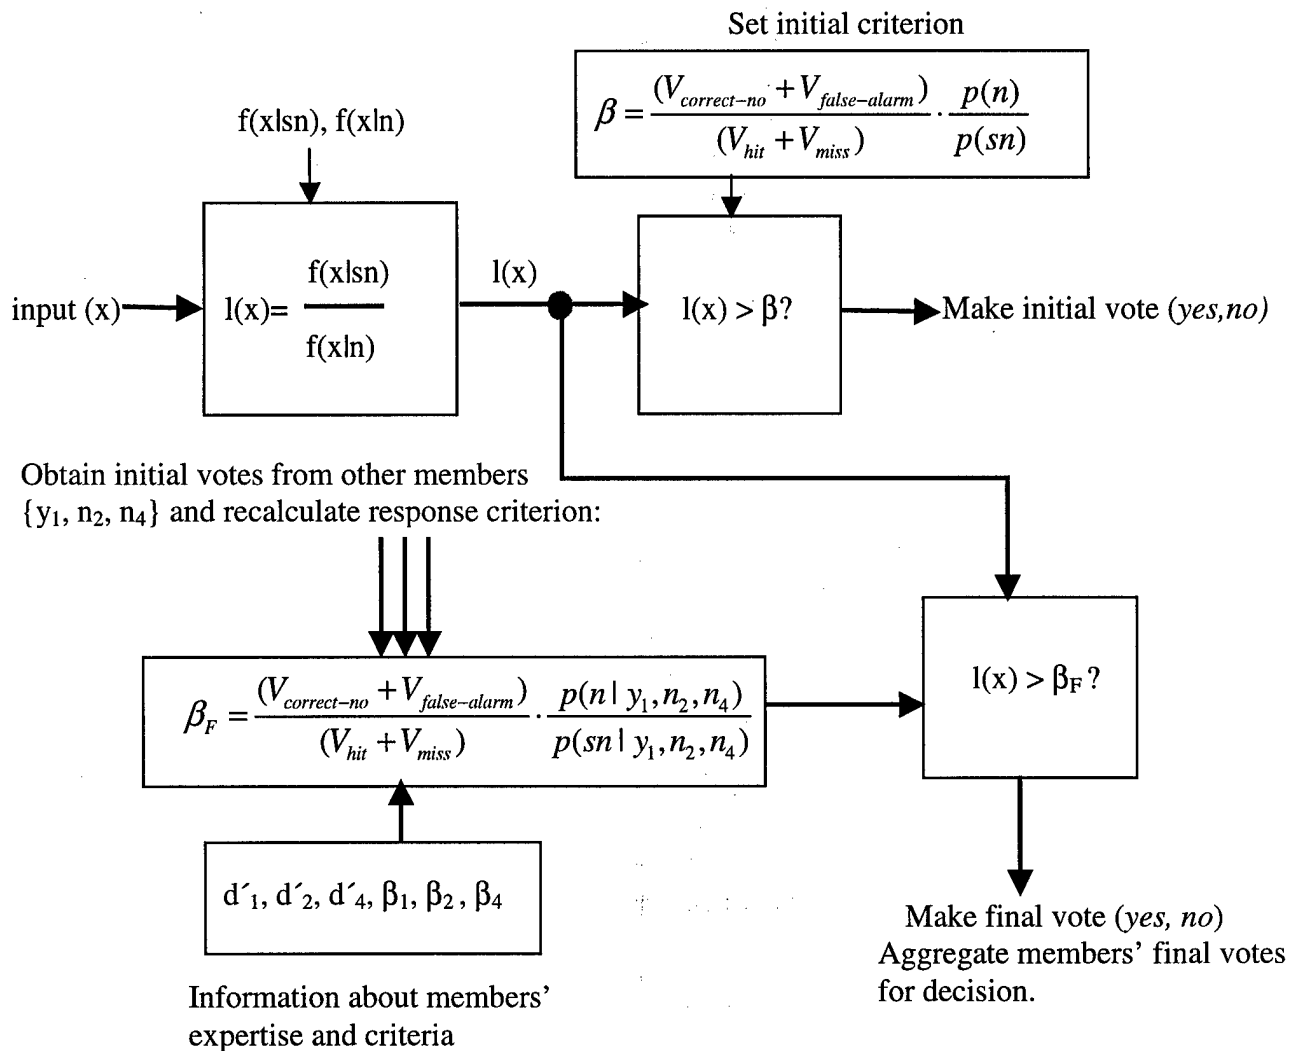 Set initial criterion
β = (V_correct–no + V_false–alarm) / (V_hit + V_miss) · p(n) / p(sn)
f(x|sn), f(x|n)
input (x)
l(x)= f(x|sn) / f(x|n)
l(x)
l(x) > β?
Make initial vote (yes,no)
Obtain initial votes from other members
{y₁, n₂, n₄} and recalculate response criterion:
β_F = (V_correct–no + V_false–alarm) / (V_hit + V_miss) · p(n | y₁, n₂, n₄) / p(sn | y₁, n₂, n₄)
l(x) > β_F?
d´₁, d´₂, d´₄, β₁, β₂, β₄
Information about members’
expertise and criteria
Make final vote (yes, no)
Aggregate members’ final votes
for decision.